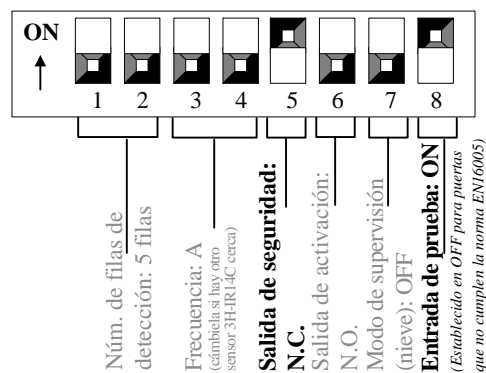 ON
1 2 3 4 5 6 7 8
Núm. de filas de
detección: 5 filas
Frecuencia: A
(cámbiela si hay otro
sensor 3H-IR14C cerca)
Salida de seguridad:
N.C.
Salida de activación:
N.O.
Modo de supervisión
(nieve): OFF
Entrada de prueba: ON
(Establecido en OFF para puertas
que no cumplen la norma EN16005)